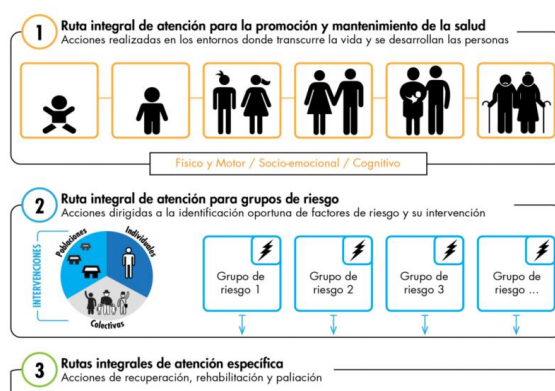 1
Ruta integral de atención para la promoción y mantenimiento de la salud
Acciones realizadas en los entornos donde transcurre la vida y se desarrollan las personas
Físico y Motor / Socio-emocional / Cognitivo
2
Ruta integral de atención para grupos de riesgo
Acciones dirigidas a la identificación oportuna de factores de riesgo y su intervención
INTERVENCIONES
Poblaciones
Individuales
Colectivas
Grupo de
riesgo 1
Grupo de
riesgo 2
Grupo de
riesgo 3
Grupo de
riesgo ...
3
Rutas integrales de atención específica
Acciones de recuperación, rehabilitación y paliación